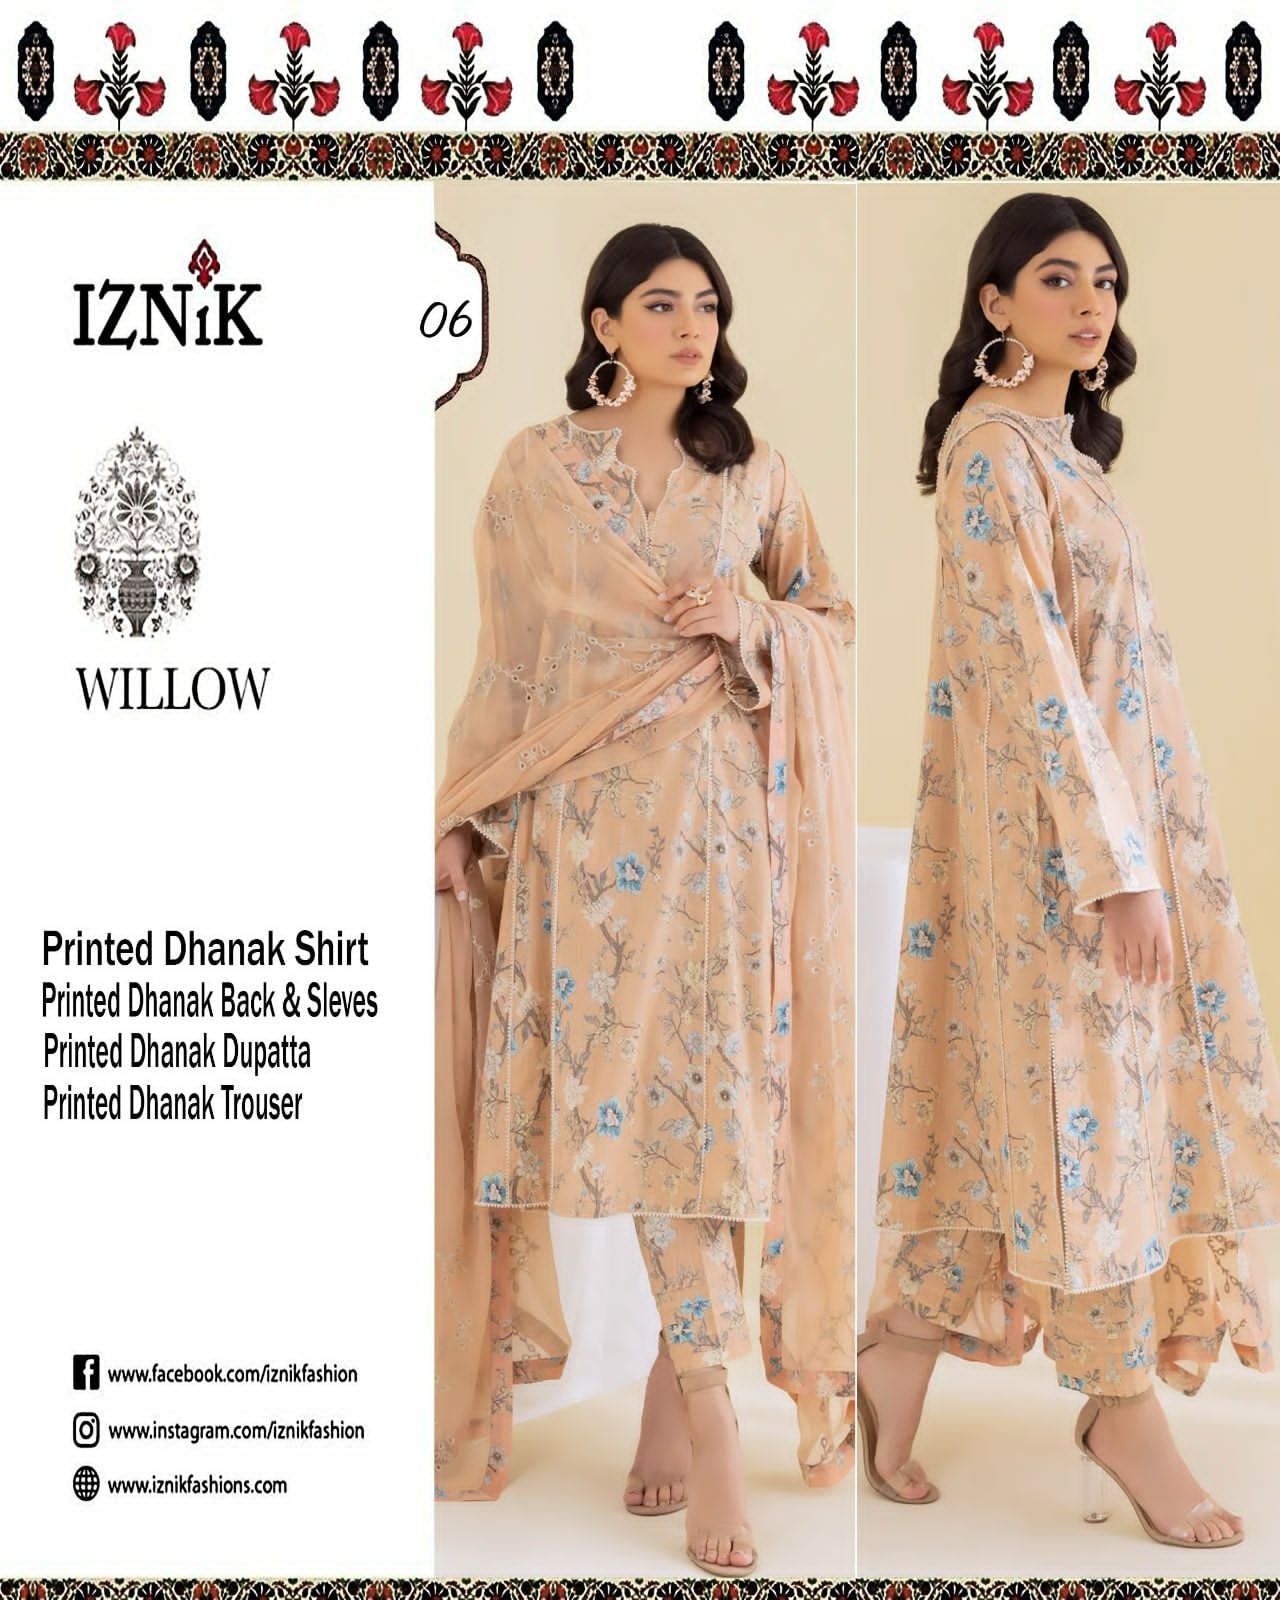 IZNiK
06
WILLOW
Printed Dhanak Shirt
Printed Dhanak Back & Sleves
Printed Dhanak Dupatta
Printed Dhanak Trouser
www.facebook.com/iznikfashion
www.instagram.com/iznikfashion
www.iznikfashions.com